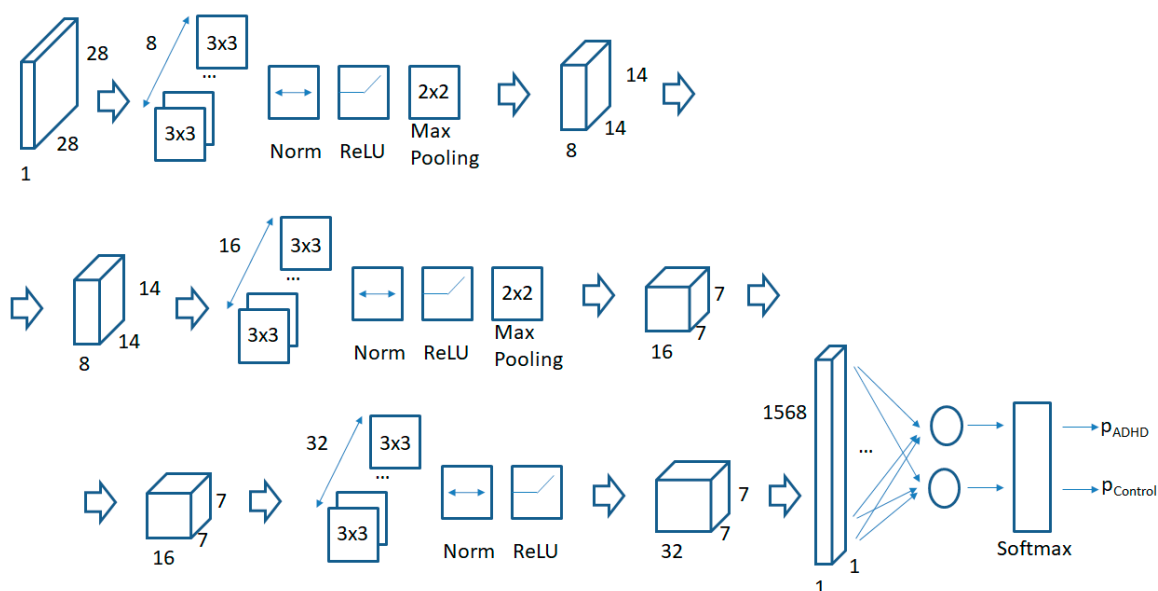 28
8
3x3
...
3x3
2x2
Norm
ReLU
Max
Pooling
28
1
14
14
8
16
3x3
...
3x3
2x2
14
14
8
Norm
ReLU
Max
Pooling
7
7
16
32
3x3
...
3x3
7
7
16
Norm
ReLU
7
7
32
1568
...
1
1
pADHD
pControl
Softmax